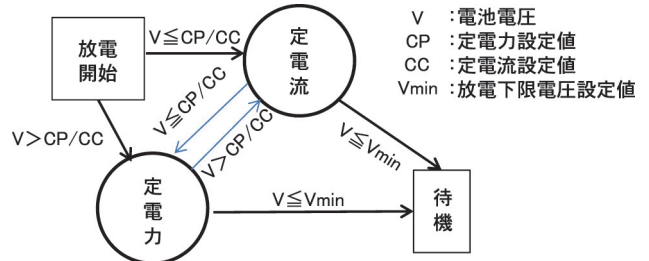 放電
開始
V≦CP/CC
定
電
流
V :電池電圧
CP :定電力設定値
CC :定電流設定値
Vmin :放電下限電圧設定値
V≦CP/CC
V>CP/CC
V>CP/CC
V≦Vmin
定
電
力
V≦Vmin
待
機